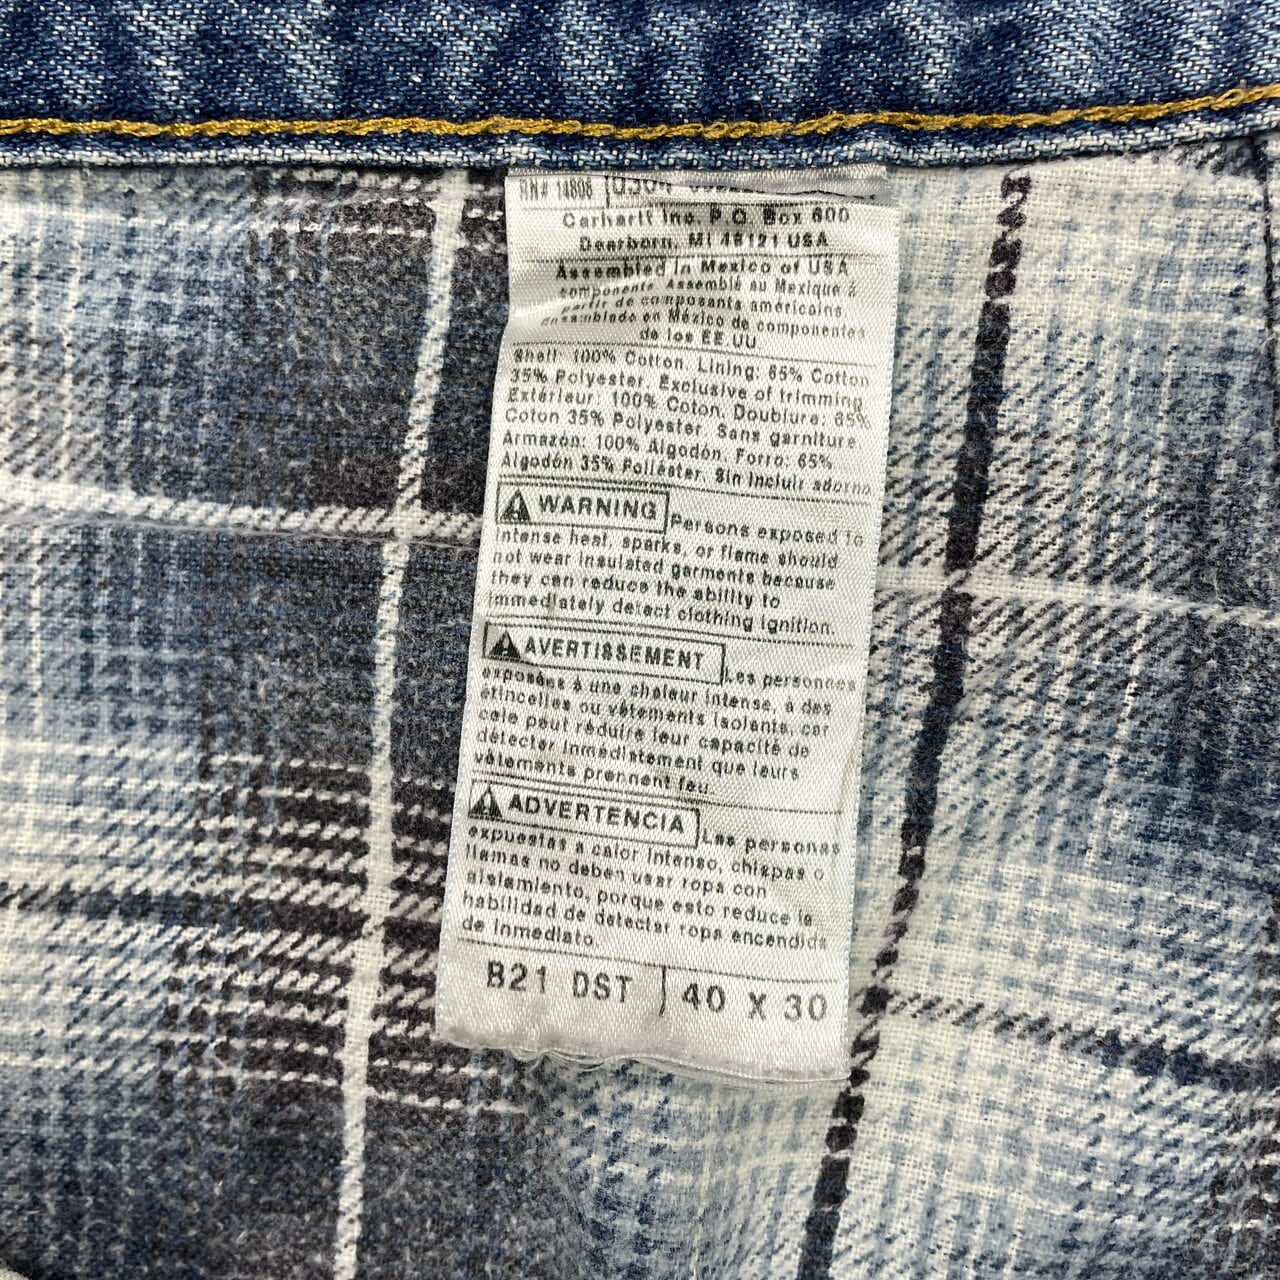 RN# 14806
Carhartt Inc. P.O. Box 600
Dearborn, MI 48121 USA
Assembled in Mexico of USA
components Assemblé au Mexique à
partir de composants américains
Ensamblado en México de componentes
de los EE.UU
Shell: 100% Cotton, Lining: 65% Cotton
35% Polyester, Exclusive of trimming
Extérieur: 100% Coton, Doublure: 65%
Coton 35% Polyester, Sans garniture
Armazón: 100% Algodón, Forro: 65%
Algodón 35% Poliéster, Sin incluir adorno
WARNING Persons exposed to
intense heat, sparks, or flame should
not wear insulated garments because
they can reduce the ability to
immediately detect clothing ignition.
AVERTISSEMENT Les personnes
exposées à une chaleur intense, à des
étincelles ou vêtements isolants, car
cele peut réduire leur capacité de
détecter immédiatement que leurs
vêtements prennent feu.
ADVERTENCIA Las personas
expuestas a calor intenso, chispas o
llamas no deben usar ropa con
aislamiento, porque esto reduce la
habilidad de detectar ropa encendida
de inmediato.
B21 DST 40 X 30